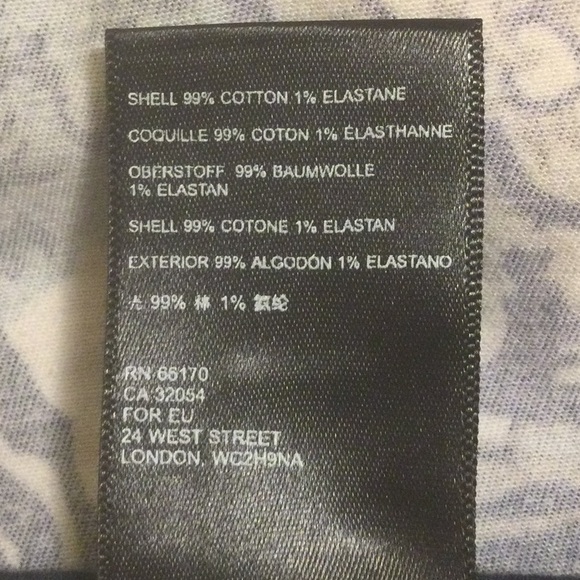 SHELL 99% COTTON 1% ELASTANE
COQUILLE 99% COTON 1% ÉLASTHANNE
OBERSTOFF 99% BAUMWOLLE
1% ELASTAN
SHELL 99% COTONE 1% ELASTAN
EXTERIOR 99% ALGODÓN 1% ELASTANO
99% 棉 1% 氨纶
RN 66170
CA 32054
FOR EU
24 WEST STREET
LONDON, WC2H9NA